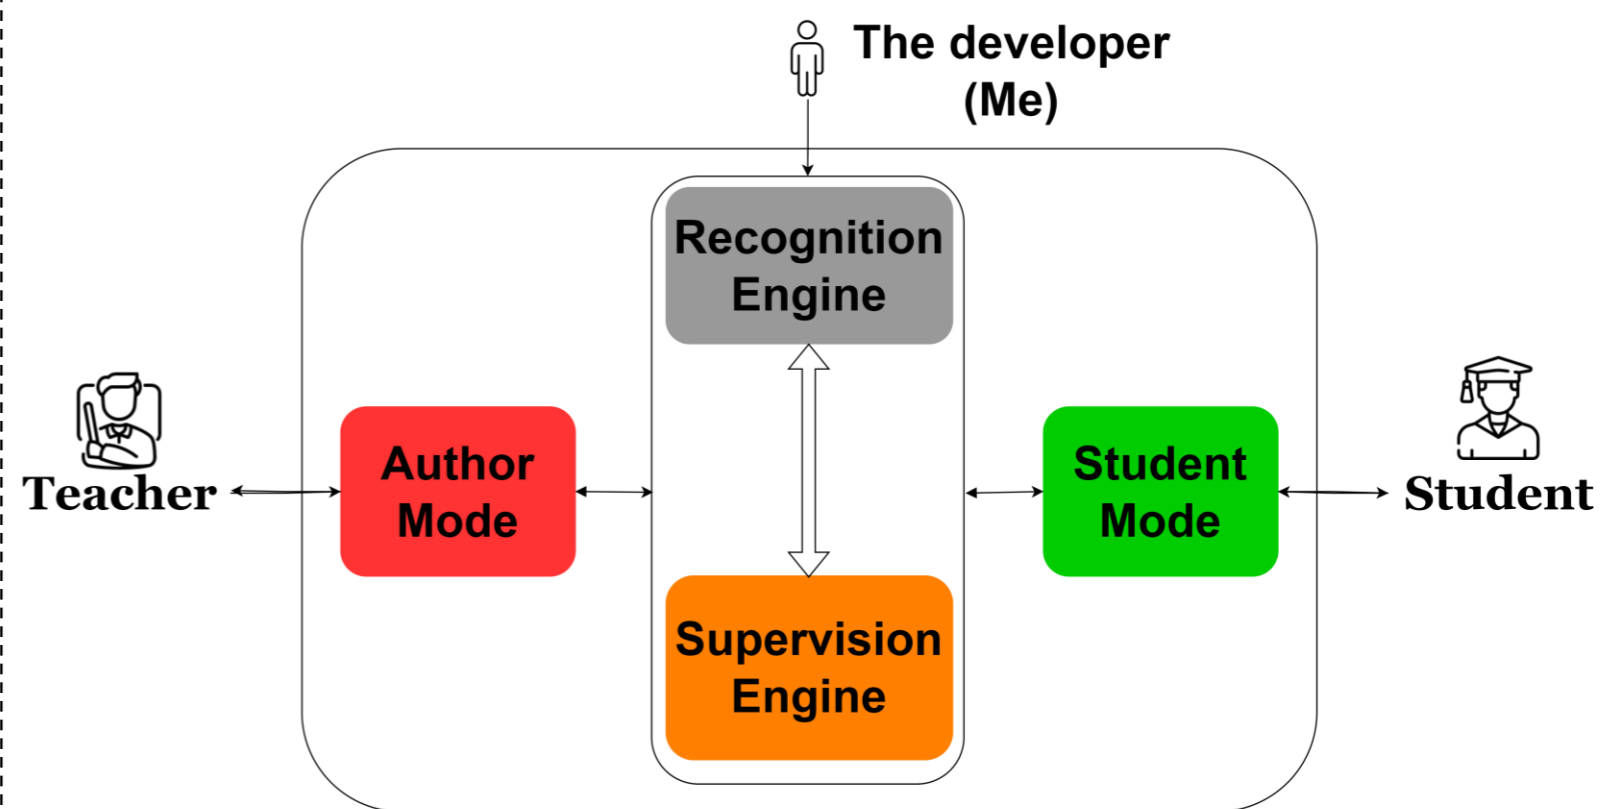 The developer
(Me)
Recognition
Engine
Teacher
Author
Mode
Student
Mode
Student
Supervision
Engine